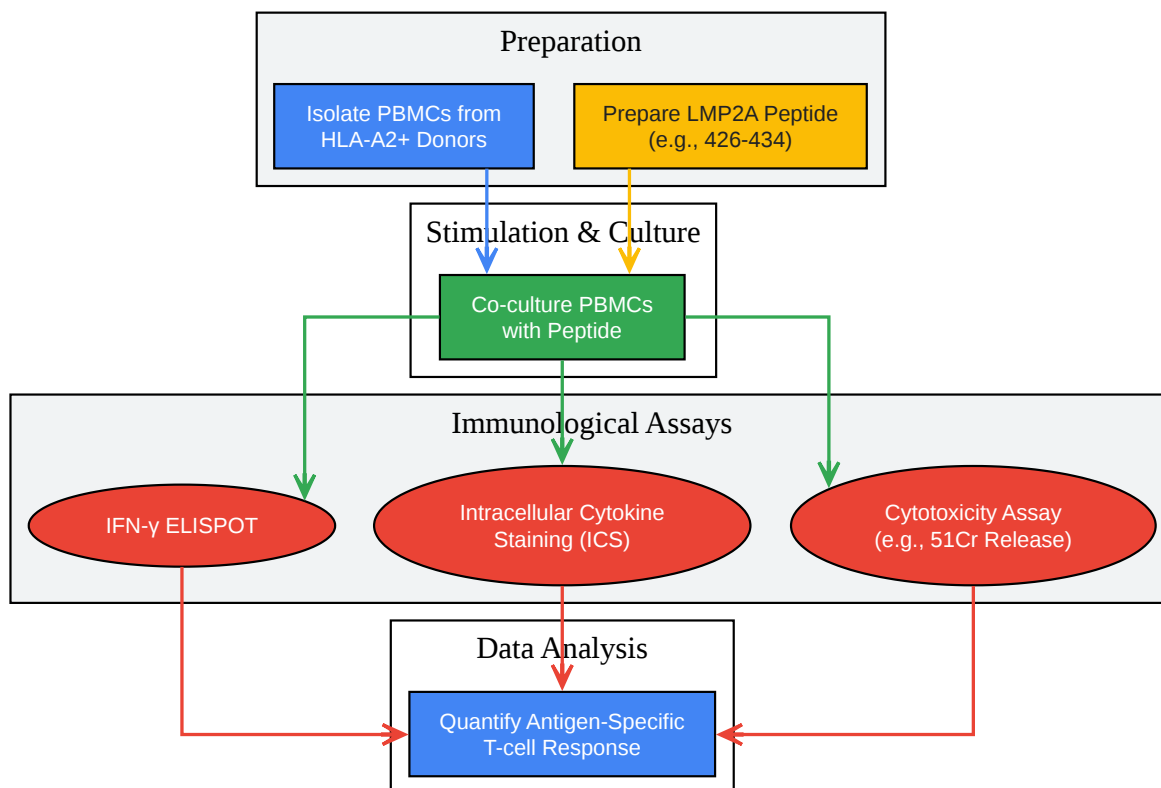 Preparation
Isolate PBMCs from
HLA-A2+ Donors
Prepare LMP2A Peptide
(e.g., 426-434)
Stimulation & Culture
Co-culture PBMCs
with Peptide
Immunological Assays
IFN-γ ELISPOT
Intracellular Cytokine
Staining (ICS)
Cytotoxicity Assay
(e.g., 51Cr Release)
Data Analysis
Quantify Antigen-Specific
T-cell Response